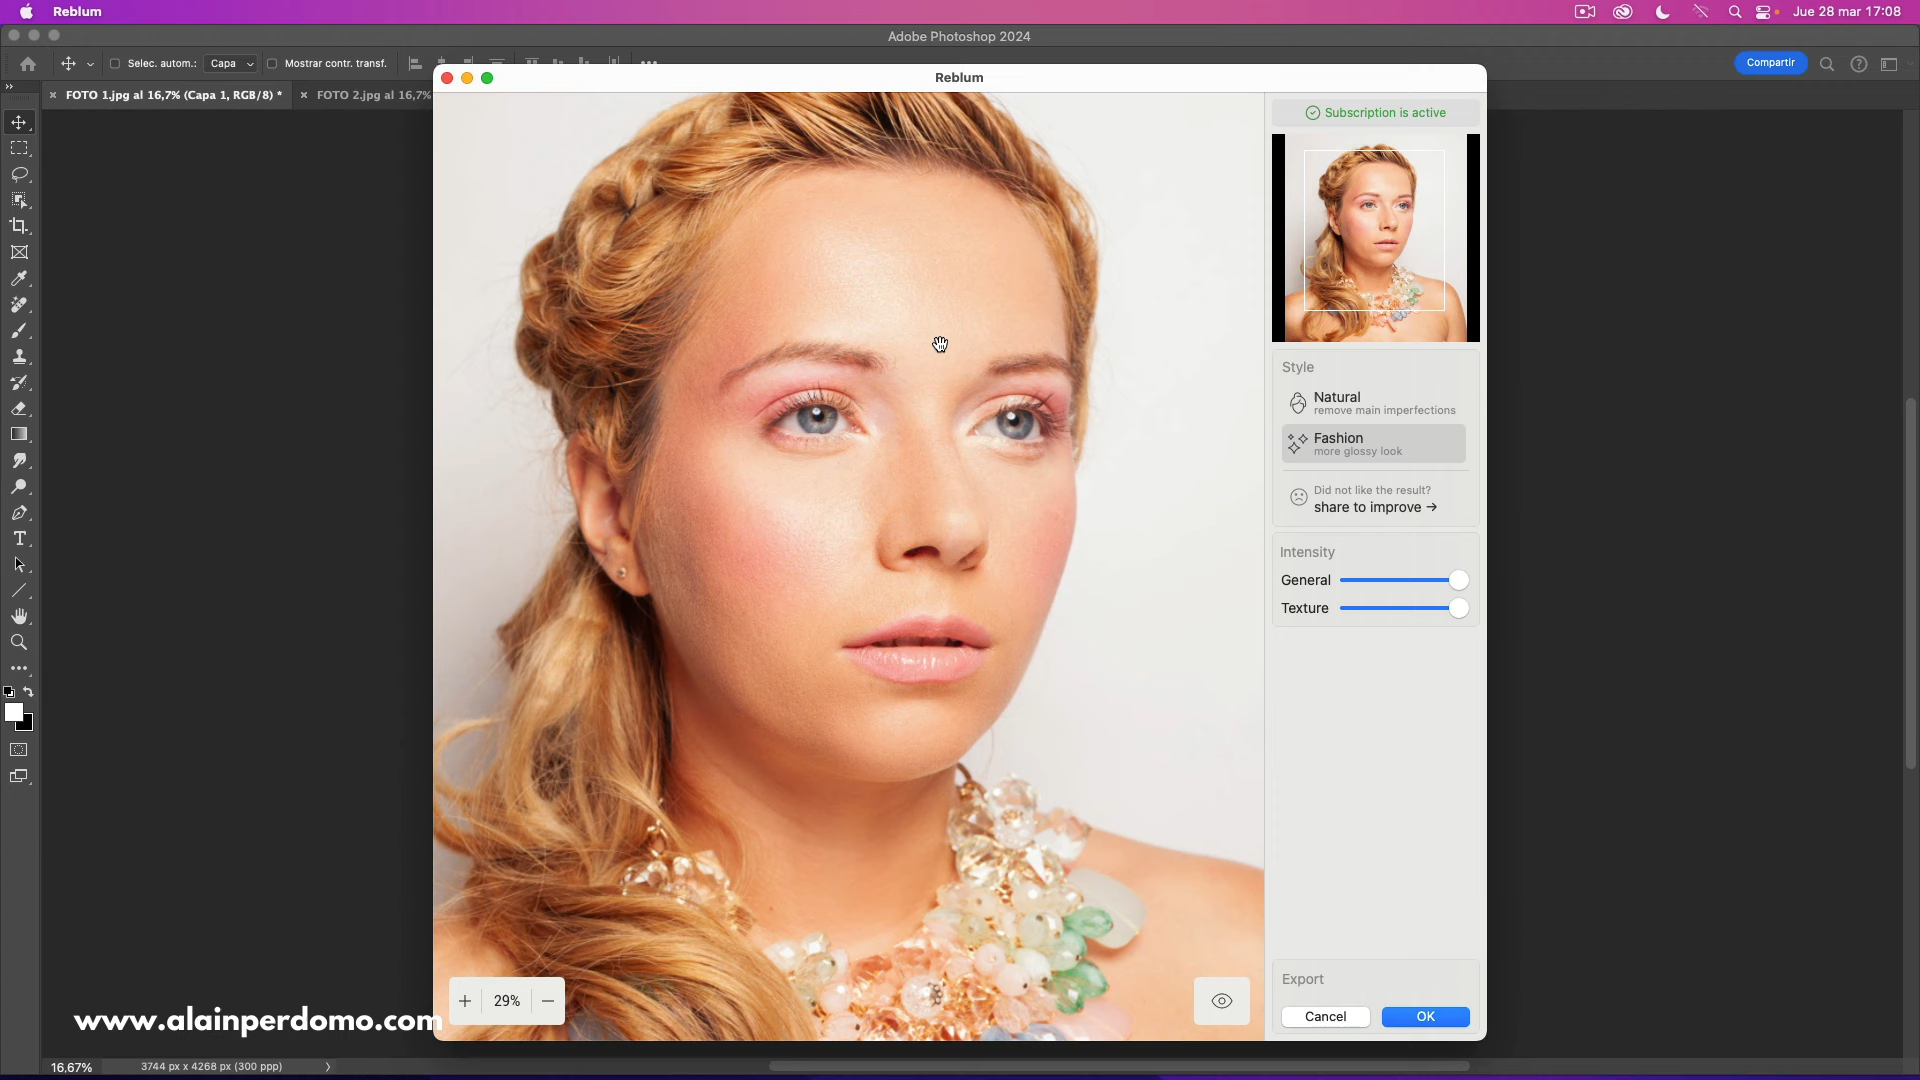 Reblum
Jue 28 mar 17:08
Adobe Photoshop 2024
Selec. autom.:
Capa
Mostrar contr. transf.
Compartir
FOTO 1.jpg al 16,7% (Capa 1, RGB/8) *
FOTO 2.jpg al 16,7%
Reblum
Subscription is active
Style
Natural
remove main imperfections
Fashion
more glossy look
Did not like the result?
share to improve →
Intensity
General
Texture
+ 29% −
Export
Cancel
OK
www.alainperdomo.com
16,67%
3744 px x 4268 px (300 ppp)